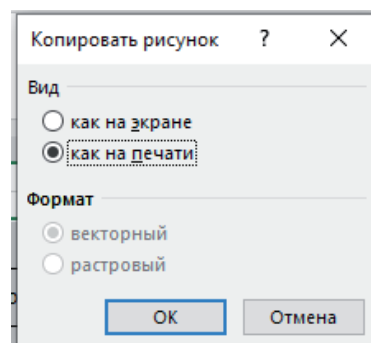 Копировать рисунок ? ×
Вид
как на экране
как на печати
Формат
векторный
растровый
ОК Отмена